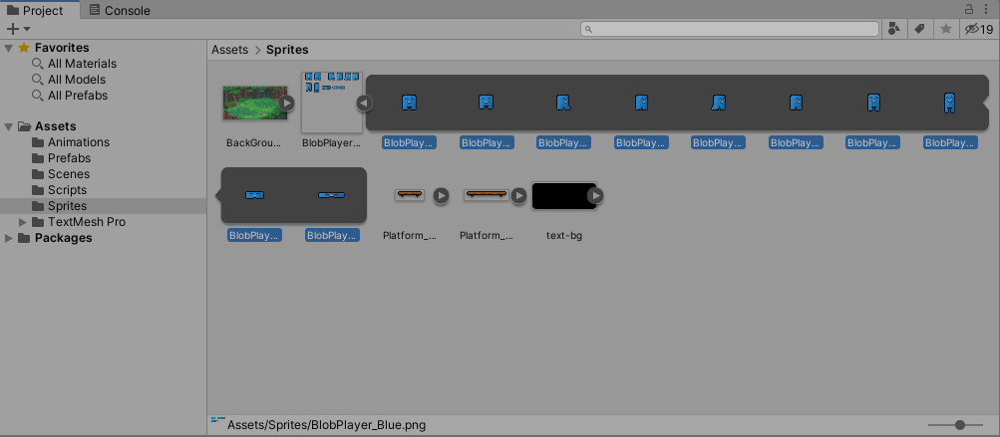 Project
Console
19
Favorites
All Materials
All Models
All Prefabs
Assets
Animations
Prefabs
Scenes
Scripts
Sprites
TextMesh Pro
Packages
Assets > Sprites
BackGrou... BlobPlayer... BlobPlay... BlobPlay... BlobPlay... BlobPlay... BlobPlay... BlobPlay... BlobPlay... BlobPlay...
BlobPlay... BlobPlay... Platform_... Platform_... text-bg
Assets/Sprites/BlobPlayer_Blue.png